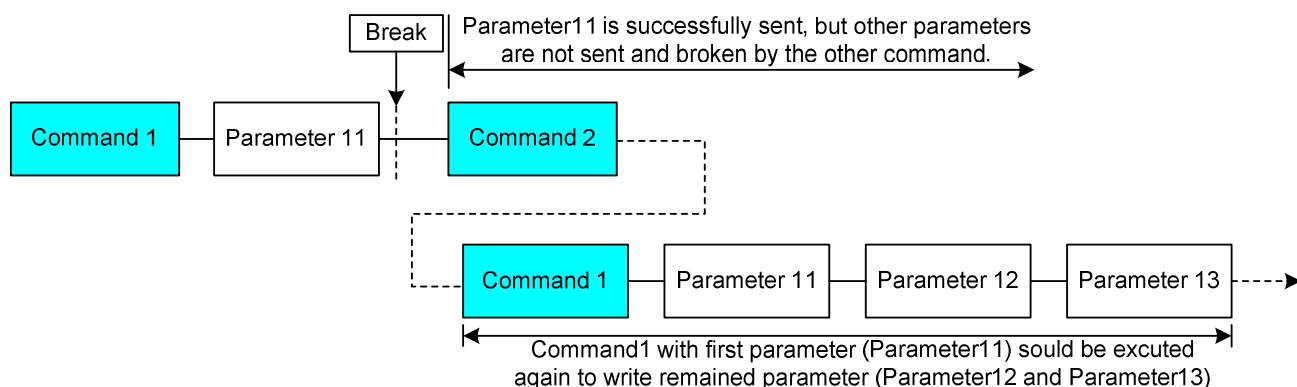 Break
Parameter11 is successfully sent, but other parameters
are not sent and broken by the other command.
Command 1
Parameter 11
Command 2
Command 1
Parameter 11
Parameter 12
Parameter 13
Command1 with first parameter (Parameter11) sould be excuted
again to write remained parameter (Parameter12 and Parameter13)